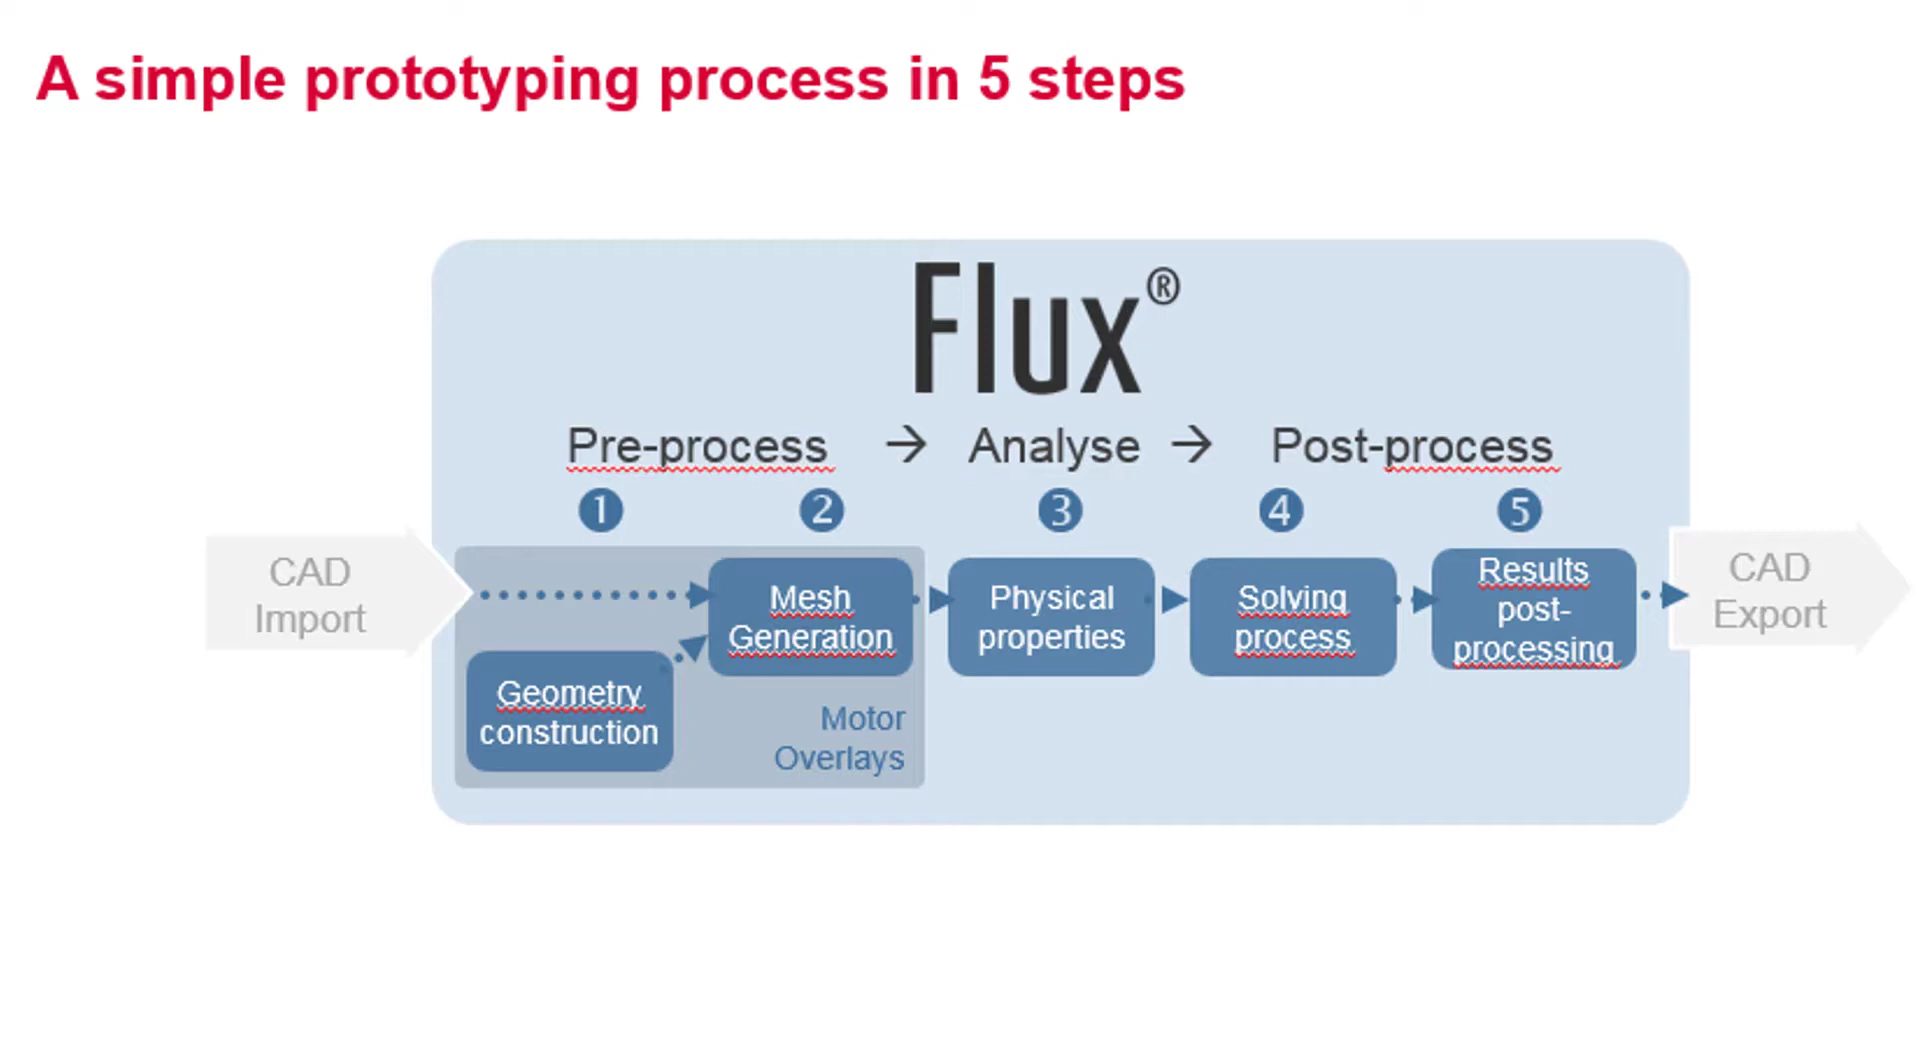 A simple prototyping process in 5 steps
Flux®
Pre-process → Analyse → Post-process
1 2 3 4 5
CAD
Import
Geometry
construction
Mesh
Generation
Motor
Overlays
Physical
properties
Solving
process
Results
post-
processing
CAD
Export